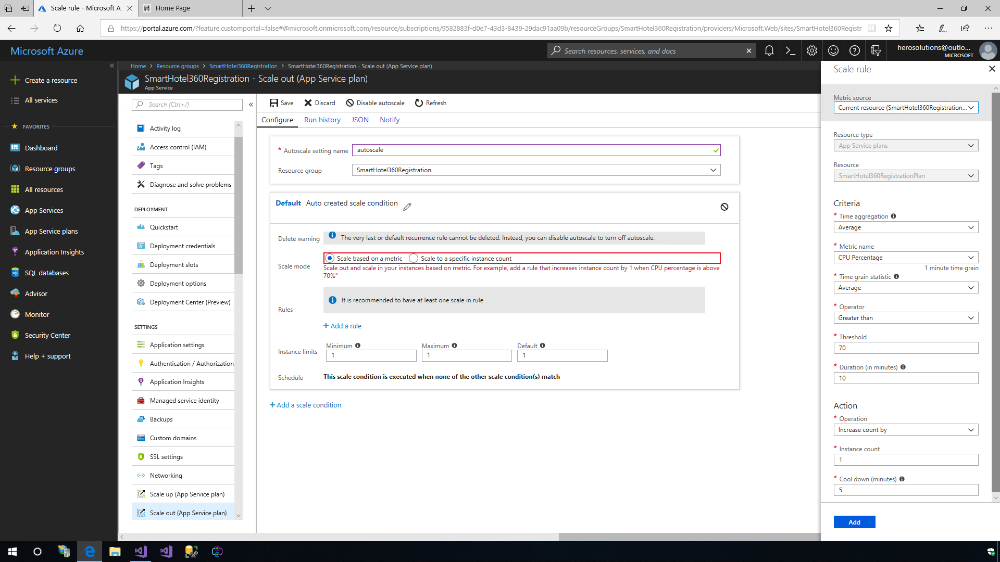 Scale rule - Microsoft A:
Home Page
https://portal.azure.com/?feature.customportal=false#@microsoft.onmicrosoft.com/resource/subscriptions/9582883f-d0e7-43d3-8439-29dac91aa09b/resourceGroups/SmartHotel360Registration/providers/Microsoft.Web/sites/SmartHotel360Registr
Microsoft Azure
Search resources, services, and docs
herosolutions@outlo...
MICROSOFT
Create a resource
All services
FAVORITES
Dashboard
Resource groups
All resources
App Services
App Service plans
Application Insights
SQL databases
Advisor
Monitor
Security Center
Help + support
Home > Resource groups > SmartHotel360Registration > SmartHotel360Registration - Scale out (App Service plan)
SmartHotel360Registration - Scale out (App Service plan)
App Service
Search (Ctrl+/)
Activity log
Access control (IAM)
Tags
Diagnose and solve problems
DEPLOYMENT
Quickstart
Deployment credentials
Deployment slots
Deployment options
Deployment Center (Preview)
SETTINGS
Application settings
Authentication / Authorization
Application Insights
Managed service identity
Backups
Custom domains
SSL settings
Networking
Scale up (App Service plan)
Scale out (App Service plan)
Save Discard Disable autoscale Refresh
Configure Run history JSON Notify
* Autoscale setting name autoscale
Resource group SmartHotel360Registration
Default Auto created scale condition
Delete warning The very last or default recurrence rule cannot be deleted. Instead, you can disable autoscale to turn off autoscale.
Scale mode Scale based on a metric Scale to a specific instance count
Scale out and scale in your instances based on metric. For example, add a rule that increases instance count by 1 when CPU percentage is above
70%"
Rules It is recommended to have at least one scale in rule
+ Add a rule
Instance limits
Minimum Maximum Default
1 1 1
Schedule This scale condition is executed when none of the other scale condition(s) match
+ Add a scale condition
Scale rule
Metric source
Current resource (SmartHotel360Registration...
Resource type
App Service plans
Resource
SmartHotel360RegistrationPlan
Criteria
* Time aggregation
Average
* Metric name
CPU Percentage
1 minute time grain
* Time grain statistic
Average
* Operator
Greater than
* Threshold
70
* Duration (in minutes)
10
Action
* Operation
Increase count by
* Instance count
1
* Cool down (minutes)
5
Add